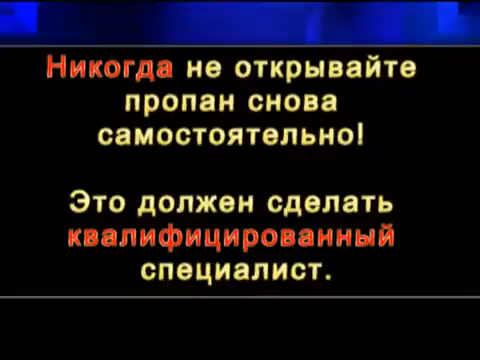 Никогда не открывайте
пропан снова
самостоятельно!
Это должен сделать
квалифицированный
специалист.